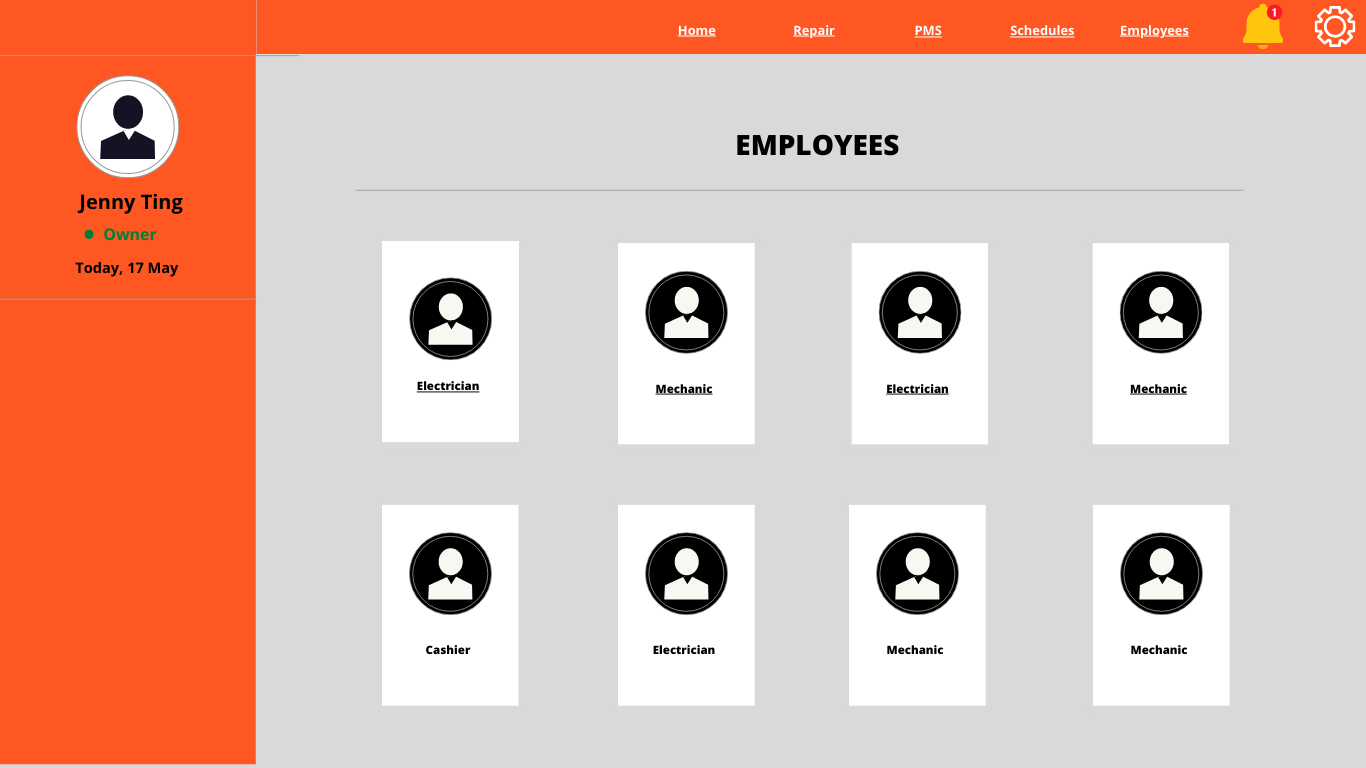 Home Repair PMS Schedules Employees 1
Jenny Ting
Owner
Today, 17 May
EMPLOYEES
Electrician Mechanic Electrician Mechanic
Cashier Electrician Mechanic Mechanic